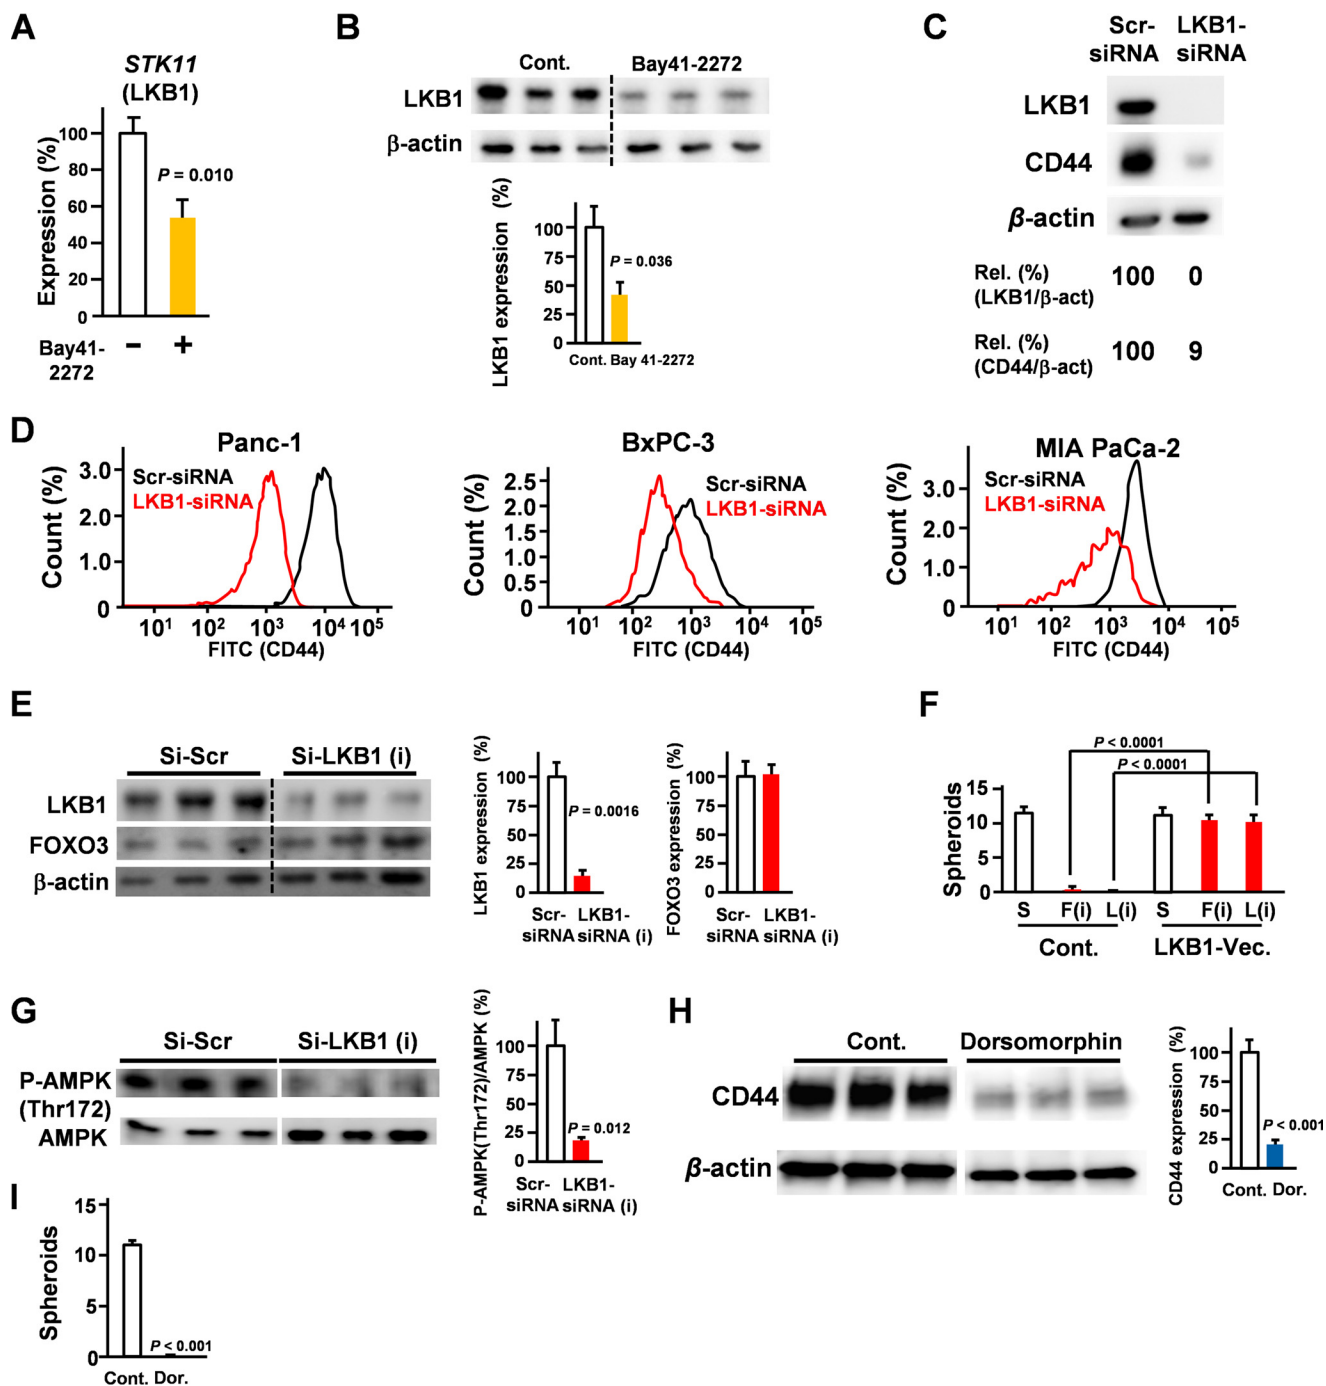 A
STK11
(LKB1)
Expression (%)
100
80
60
40
20
0
P = 0.010
Bay41-
2272
− +
B
Cont. Bay41-2272
LKB1
β-actin
LKB1 expression (%)
100
75
50
25
0
P = 0.036
Cont. Bay 41-2272
C
Scr-
siRNA
LKB1-
siRNA
LKB1
CD44
β-actin
Rel. (%)
(LKB1/β-act)
100 0
Rel. (%)
(CD44/β-act)
100 9
D
Panc-1
Scr-siRNA
LKB1-siRNA
Count (%)
3.0
2.0
1.0
0
10¹ 10² 10³ 10⁴ 10⁵
FITC (CD44)
BxPC-3
Scr-siRNA
LKB1-siRNA
Count (%)
2.5
2.0
1.5
1.0
0.5
0
10¹ 10² 10³ 10⁴ 10⁵
FITC (CD44)
MIA PaCa-2
Scr-siRNA
LKB1-siRNA
Count (%)
3.0
2.0
1.0
0
10¹ 10² 10³ 10⁴ 10⁵
FITC (CD44)
E
Si-Scr Si-LKB1 (i)
LKB1
FOXO3
β-actin
LKB1 expression (%)
100
75
50
25
0
P = 0.0016
Scr-
siRNA
LKB1-
siRNA (i)
FOXO3 expression (%)
100
75
50
25
0
Scr-
siRNA
LKB1-
siRNA (i)
F
P < 0.0001
P < 0.0001
Spheroids
15
10
5
0
S F(i) L(i) S F(i) L(i)
Cont. LKB1-Vec.
G
Si-Scr Si-LKB1 (i)
P-AMPK
(Thr172)
AMPK
P-AMPK(Thr172)/AMPK (%)
100
75
50
25
0
P = 0.012
Scr-
siRNA
LKB1-
siRNA (i)
H
Cont. Dorsomorphin
CD44
β-actin
CD44 expression (%)
100
75
50
25
0
P < 0.001
Cont. Dor.
I
Spheroids
15
10
5
0
P < 0.001
Cont. Dor.